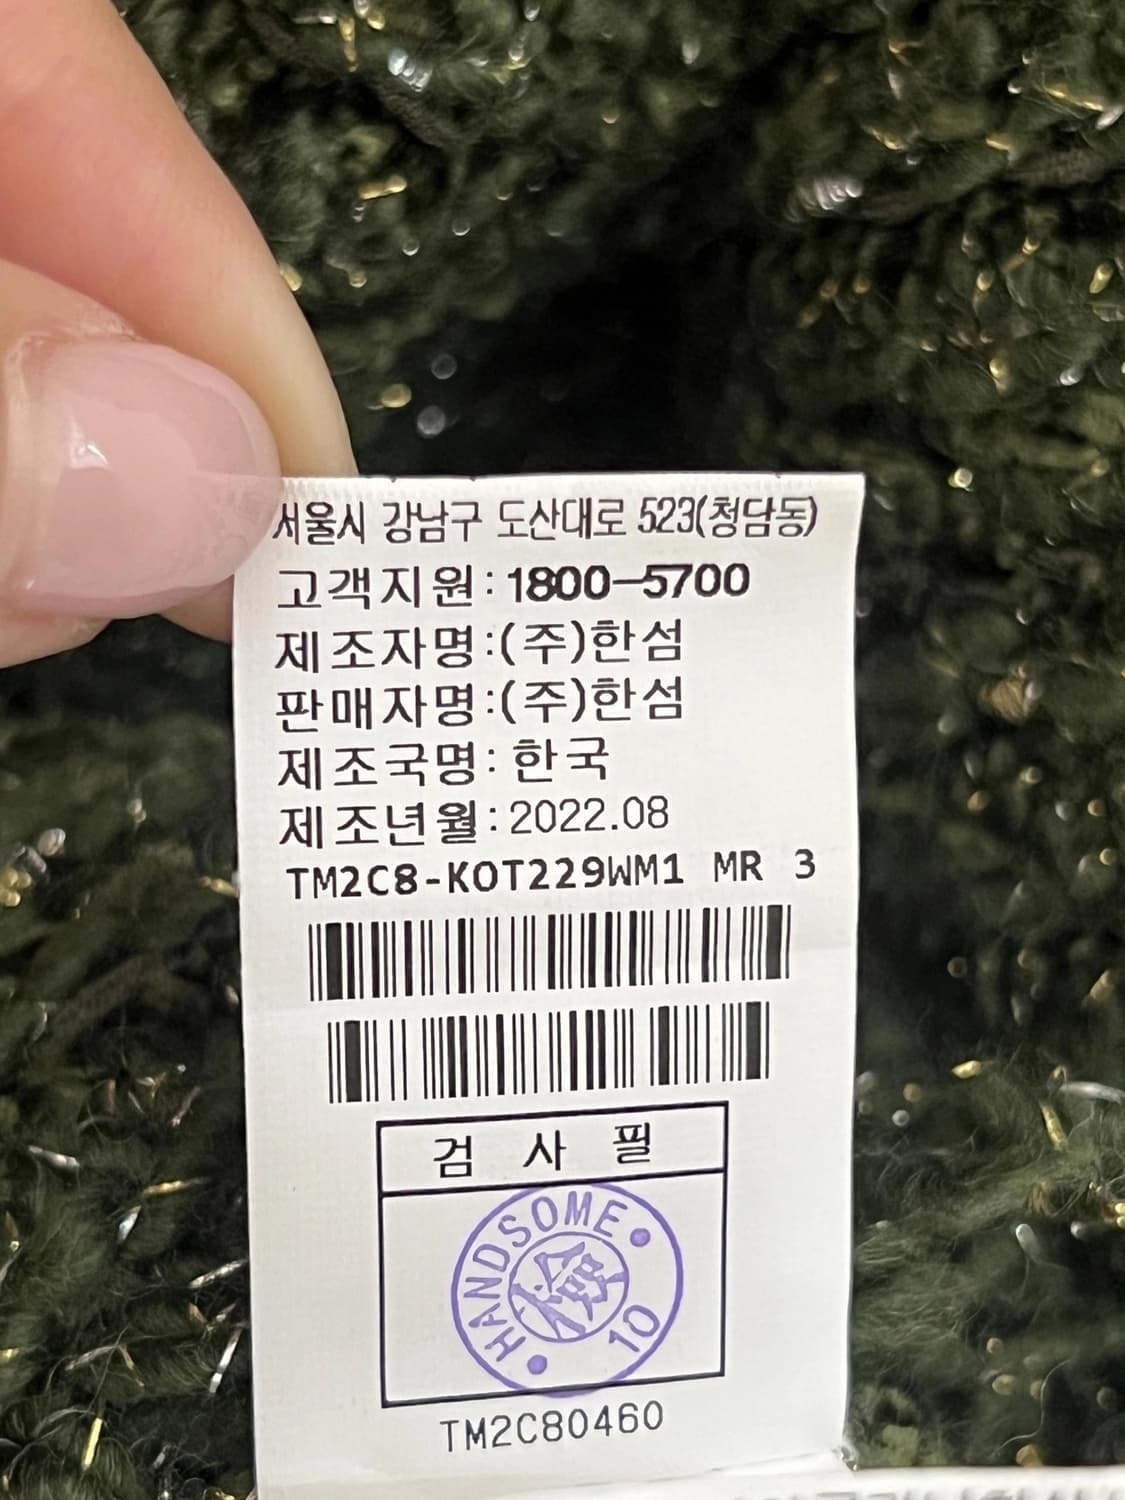 서울시 강남구 도산대로 523(청담동)
고객지원:1800-5700
제조자명:(주)한섬
판매자명:(주)한섬
제조국명:한국
제조년월:2022.08
TM2C8-KOT229WM1 MR 3
검 사 필
HANDSOME
10
TM2C80460